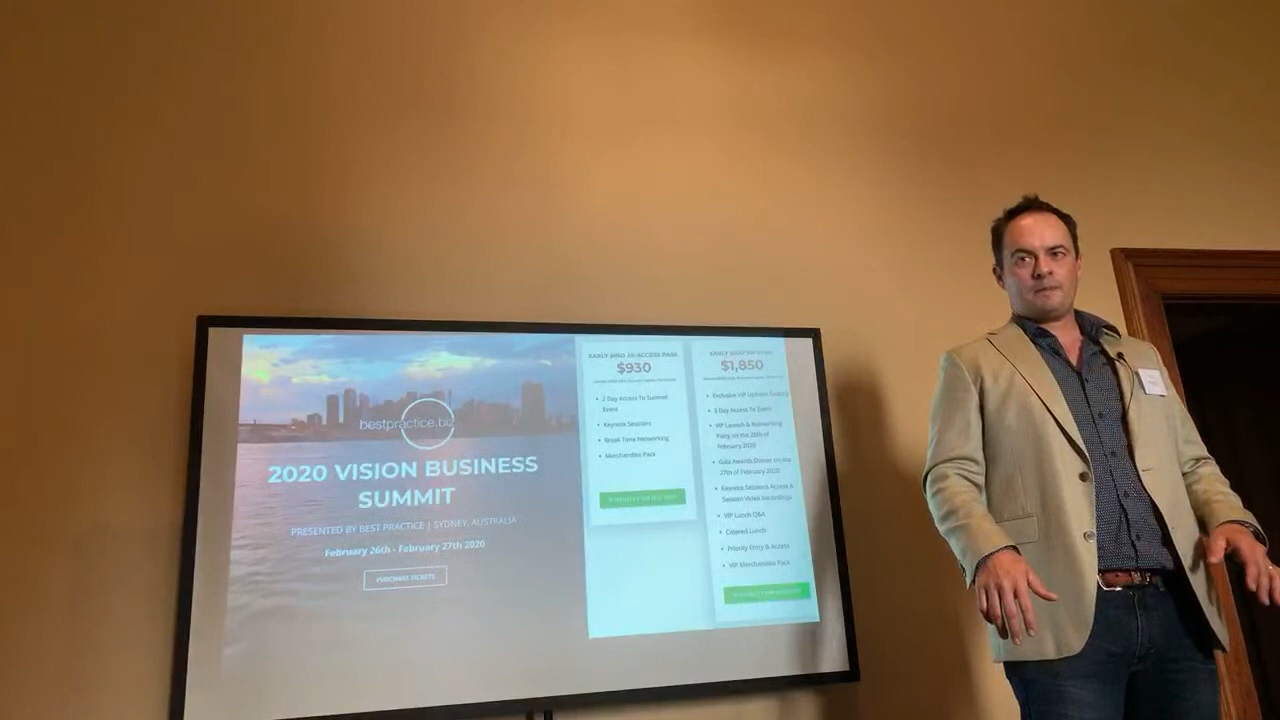 bestpractice.biz
2020 VISION BUSINESS
SUMMIT
PRESENTED BY BEST PRACTICE | SYDNEY, AUSTRALIA
February 26th - February 27th 2020
PURCHASE TICKETS
EARLY BIRD ALL-ACCESS PASS
$930
• 2 Day Access To Summit
Event
• Keynote Sessions
• Break Time Networking
• Merchandise Pack
EARLY BIRD
$1,850
• Exclusive VIP Upfront Seating
• 3 Day Access To Event
• VIP Launch & Networking
Party on the 25th of
February 2020
• Gala Awards Dinner on the
27th of February 2020
• Keynote Sessions Access &
Session Video Recordings
• VIP Lunch Q&A
• Catered Lunch
• Priority Entry & Access
• VIP Merchandise Pack